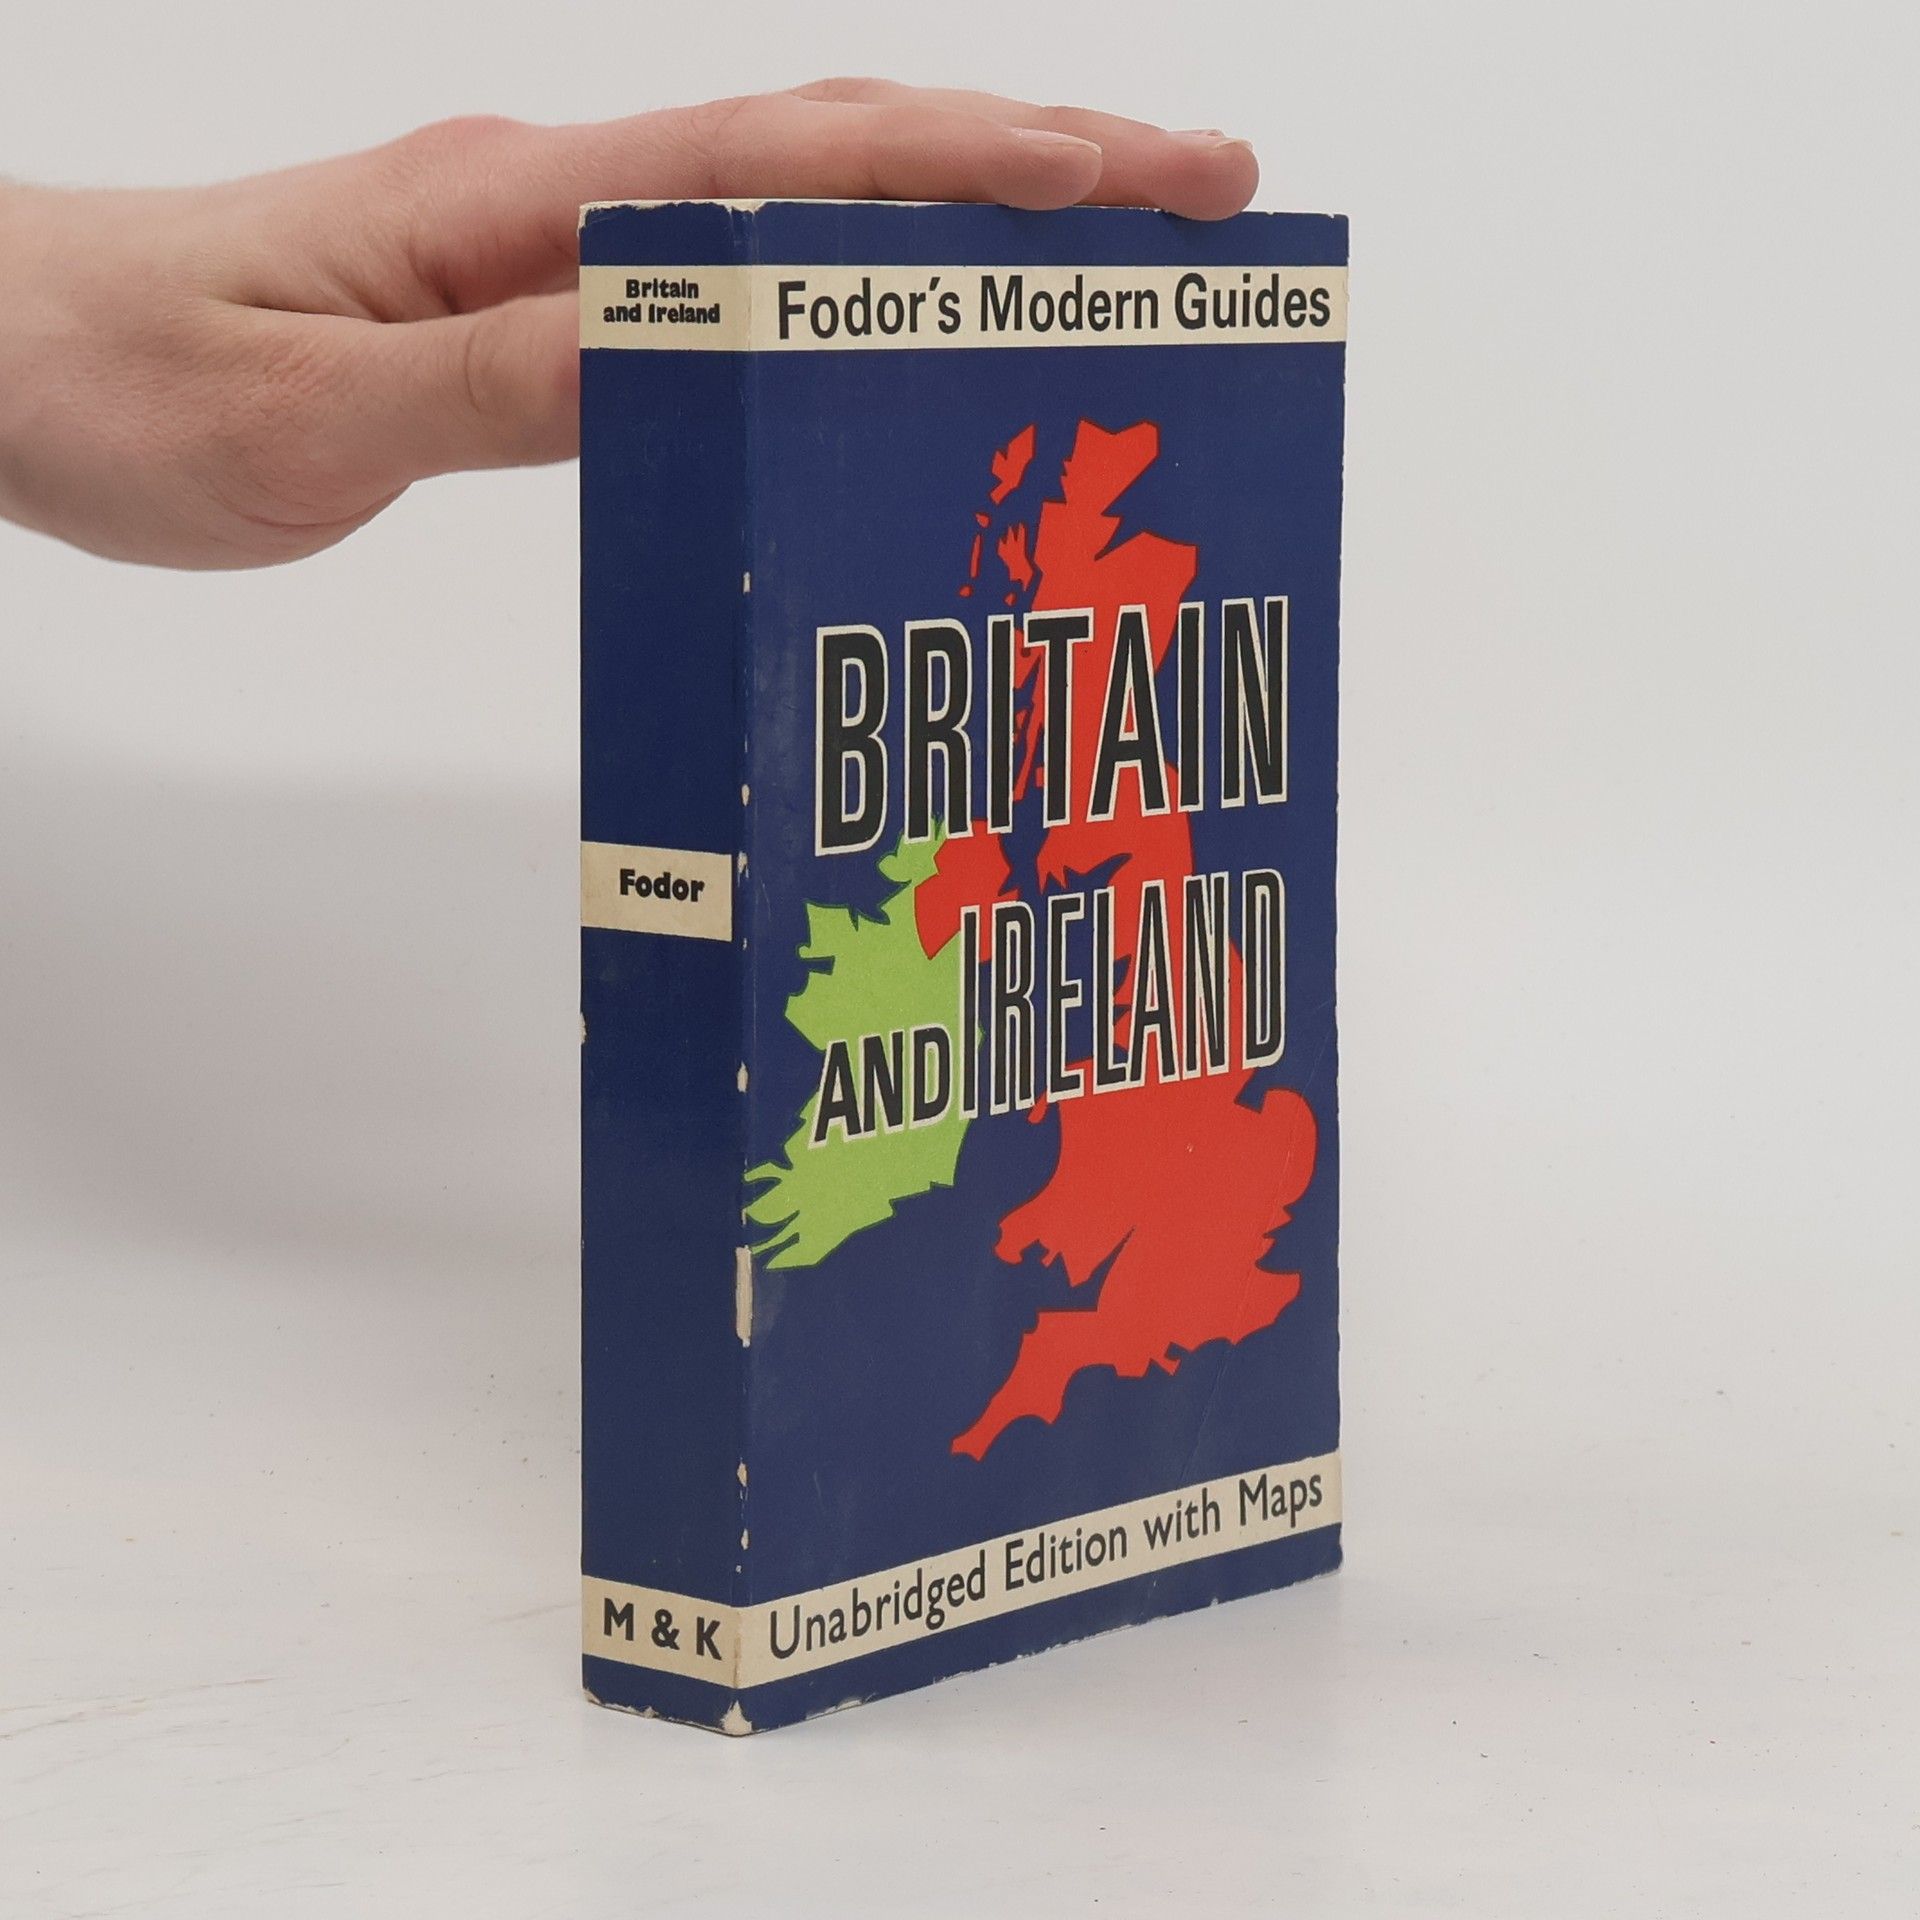 Britain
and Ireland
Fodor
M & K
Fodor's Modern Guides
BRITAIN
AND IRELAND
Unabridged Edition with Maps